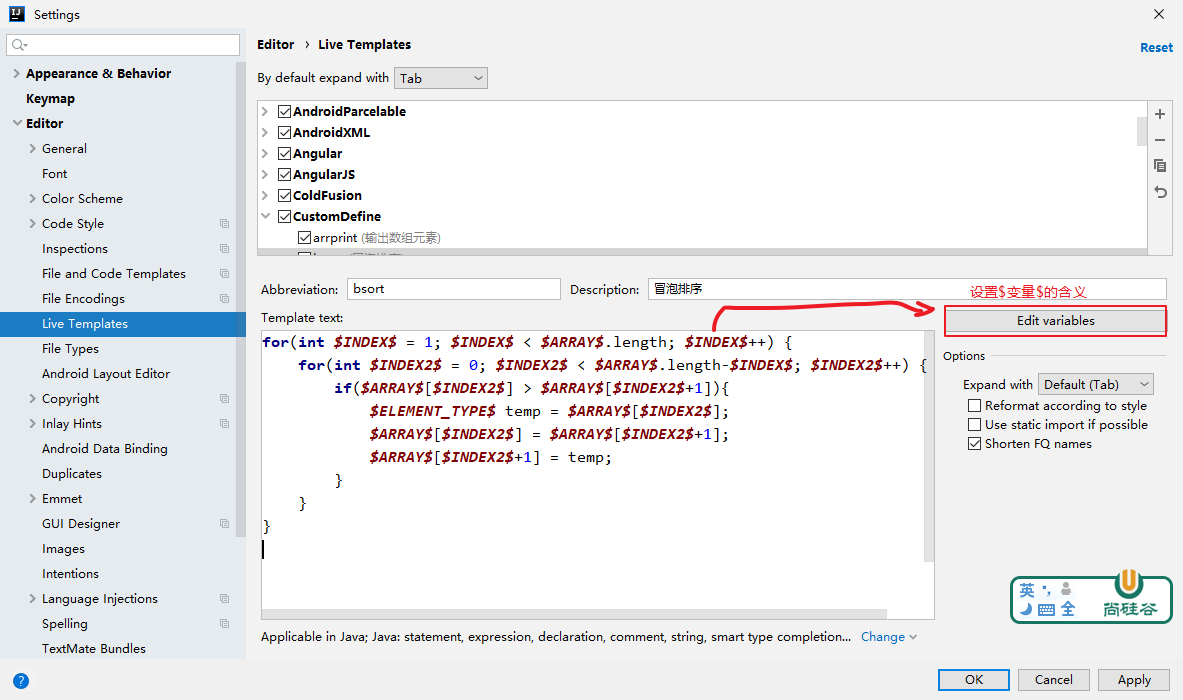 Settings
Editor › Live Templates
Reset
By default expand with Tab
Appearance & Behavior
Keymap
Editor
General
Font
Color Scheme
Code Style
Inspections
File and Code Templates
File Encodings
Live Templates
File Types
Android Layout Editor
Copyright
Inlay Hints
Android Data Binding
Duplicates
Emmet
GUI Designer
Images
Intentions
Language Injections
Spelling
TextMate Bundles
AndroidParcelable
AndroidXML
Angular
AngularJS
ColdFusion
CustomDefine
arrprint (输出数组元素)
Abbreviation: bsort Description: 冒泡排序
设置$变量$的含义
Template text:
Edit variables
for(int $INDEX$ = 1; $INDEX$ < $ARRAY$.length; $INDEX$++) {
for(int $INDEX2$ = 0; $INDEX2$ < $ARRAY$.length-$INDEX$; $INDEX2$++) {
if($ARRAY$[$INDEX2$] > $ARRAY$[$INDEX2$+1]){
$ELEMENT_TYPE$ temp = $ARRAY$[$INDEX2$];
$ARRAY$[$INDEX2$] = $ARRAY$[$INDEX2$+1];
$ARRAY$[$INDEX2$+1] = temp;
}
}
}
Options
Expand with Default (Tab)
Reformat according to style
Use static import if possible
Shorten FQ names
英
全
尚硅谷
Applicable in Java; Java: statement, expression, declaration, comment, string, smart type completion... Change
OK
Cancel
Apply